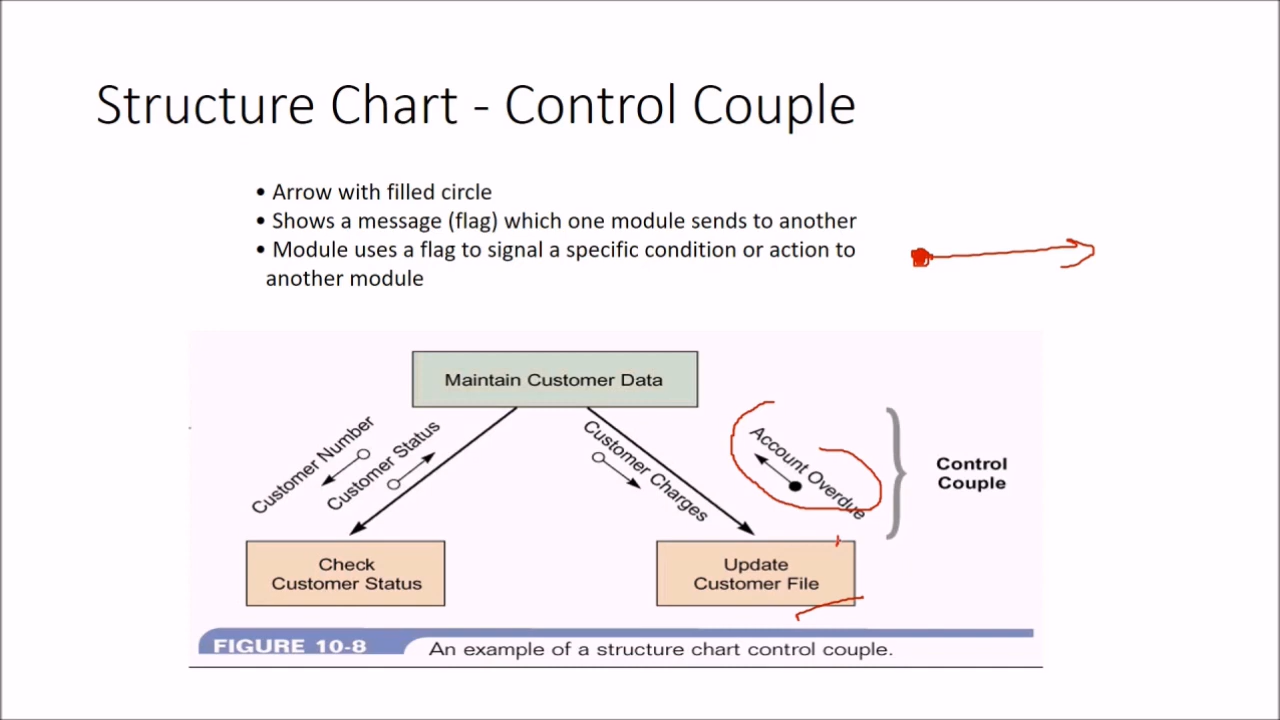 Structure Chart - Control Couple
• Arrow with filled circle
• Shows a message (flag) which one module sends to another
• Module uses a flag to signal a specific condition or action to
another module
Maintain Customer Data
Customer Number
Customer Status
Customer Charges
Account Overdue
Control
Couple
Check
Customer Status
Update
Customer File
FIGURE 10-8
An example of a structure chart control couple.